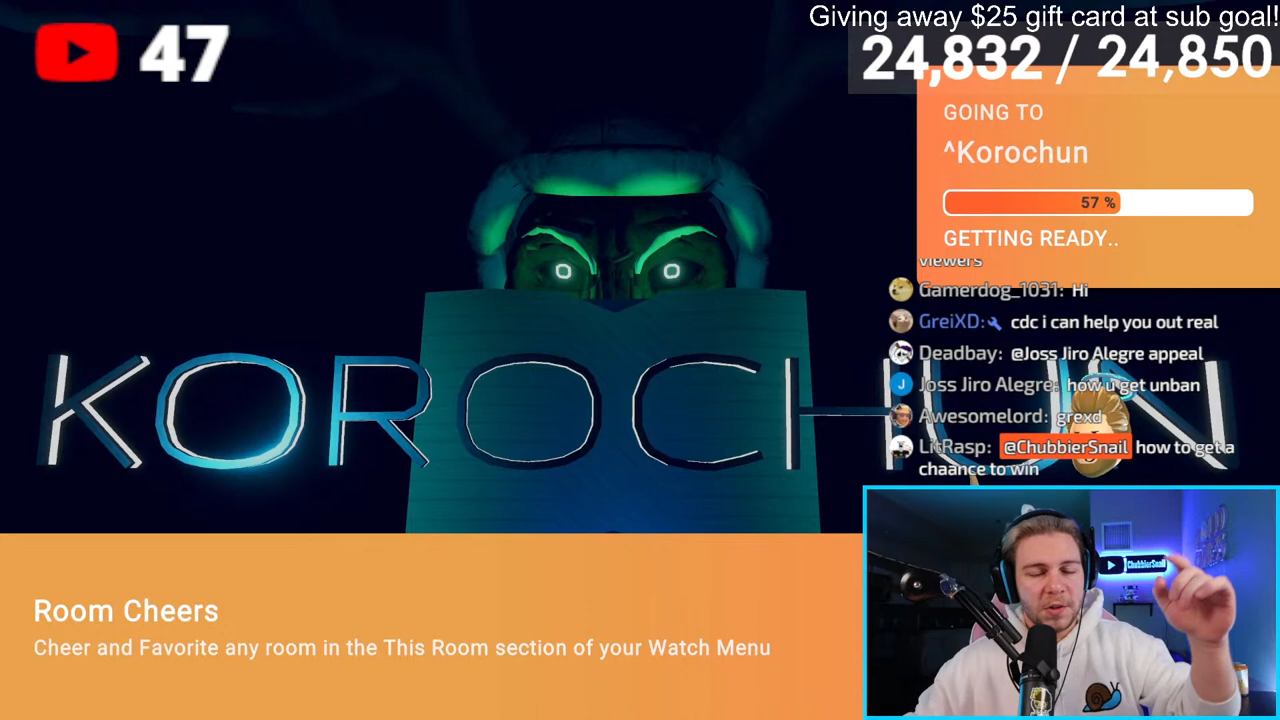 Giving away $25 gift card at sub goal!
47
24,832 / 24,850
GOING TO
^Korochun
57 %
GETTING READY..
viewers
Gamerdog_1031: Hi
GreiXD: cdc i can help you out real
Deadbay: @Joss Jiro Alegre appeal
J Joss Jiro Alegre: how u get unban
Awesomelord: grexd
LitRasp: @ChubbierSnail how to get a
chaance to win
KOROCHUN
ChubbierSnail
Room Cheers
Cheer and Favorite any room in the This Room section of your Watch Menu